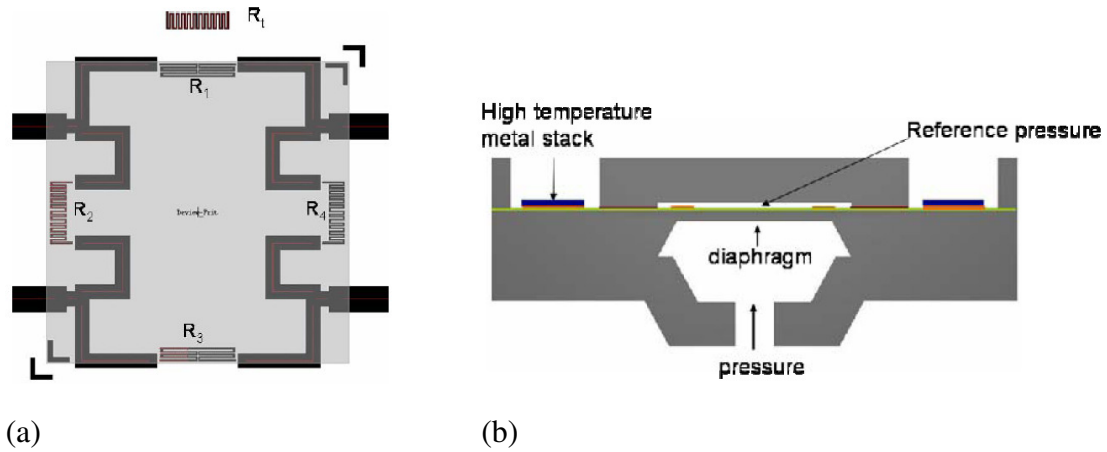 R_t
R_1
R_2
R_4
R_3
High temperature
metal stack
Reference pressure
diaphragm
pressure
(a)
(b)